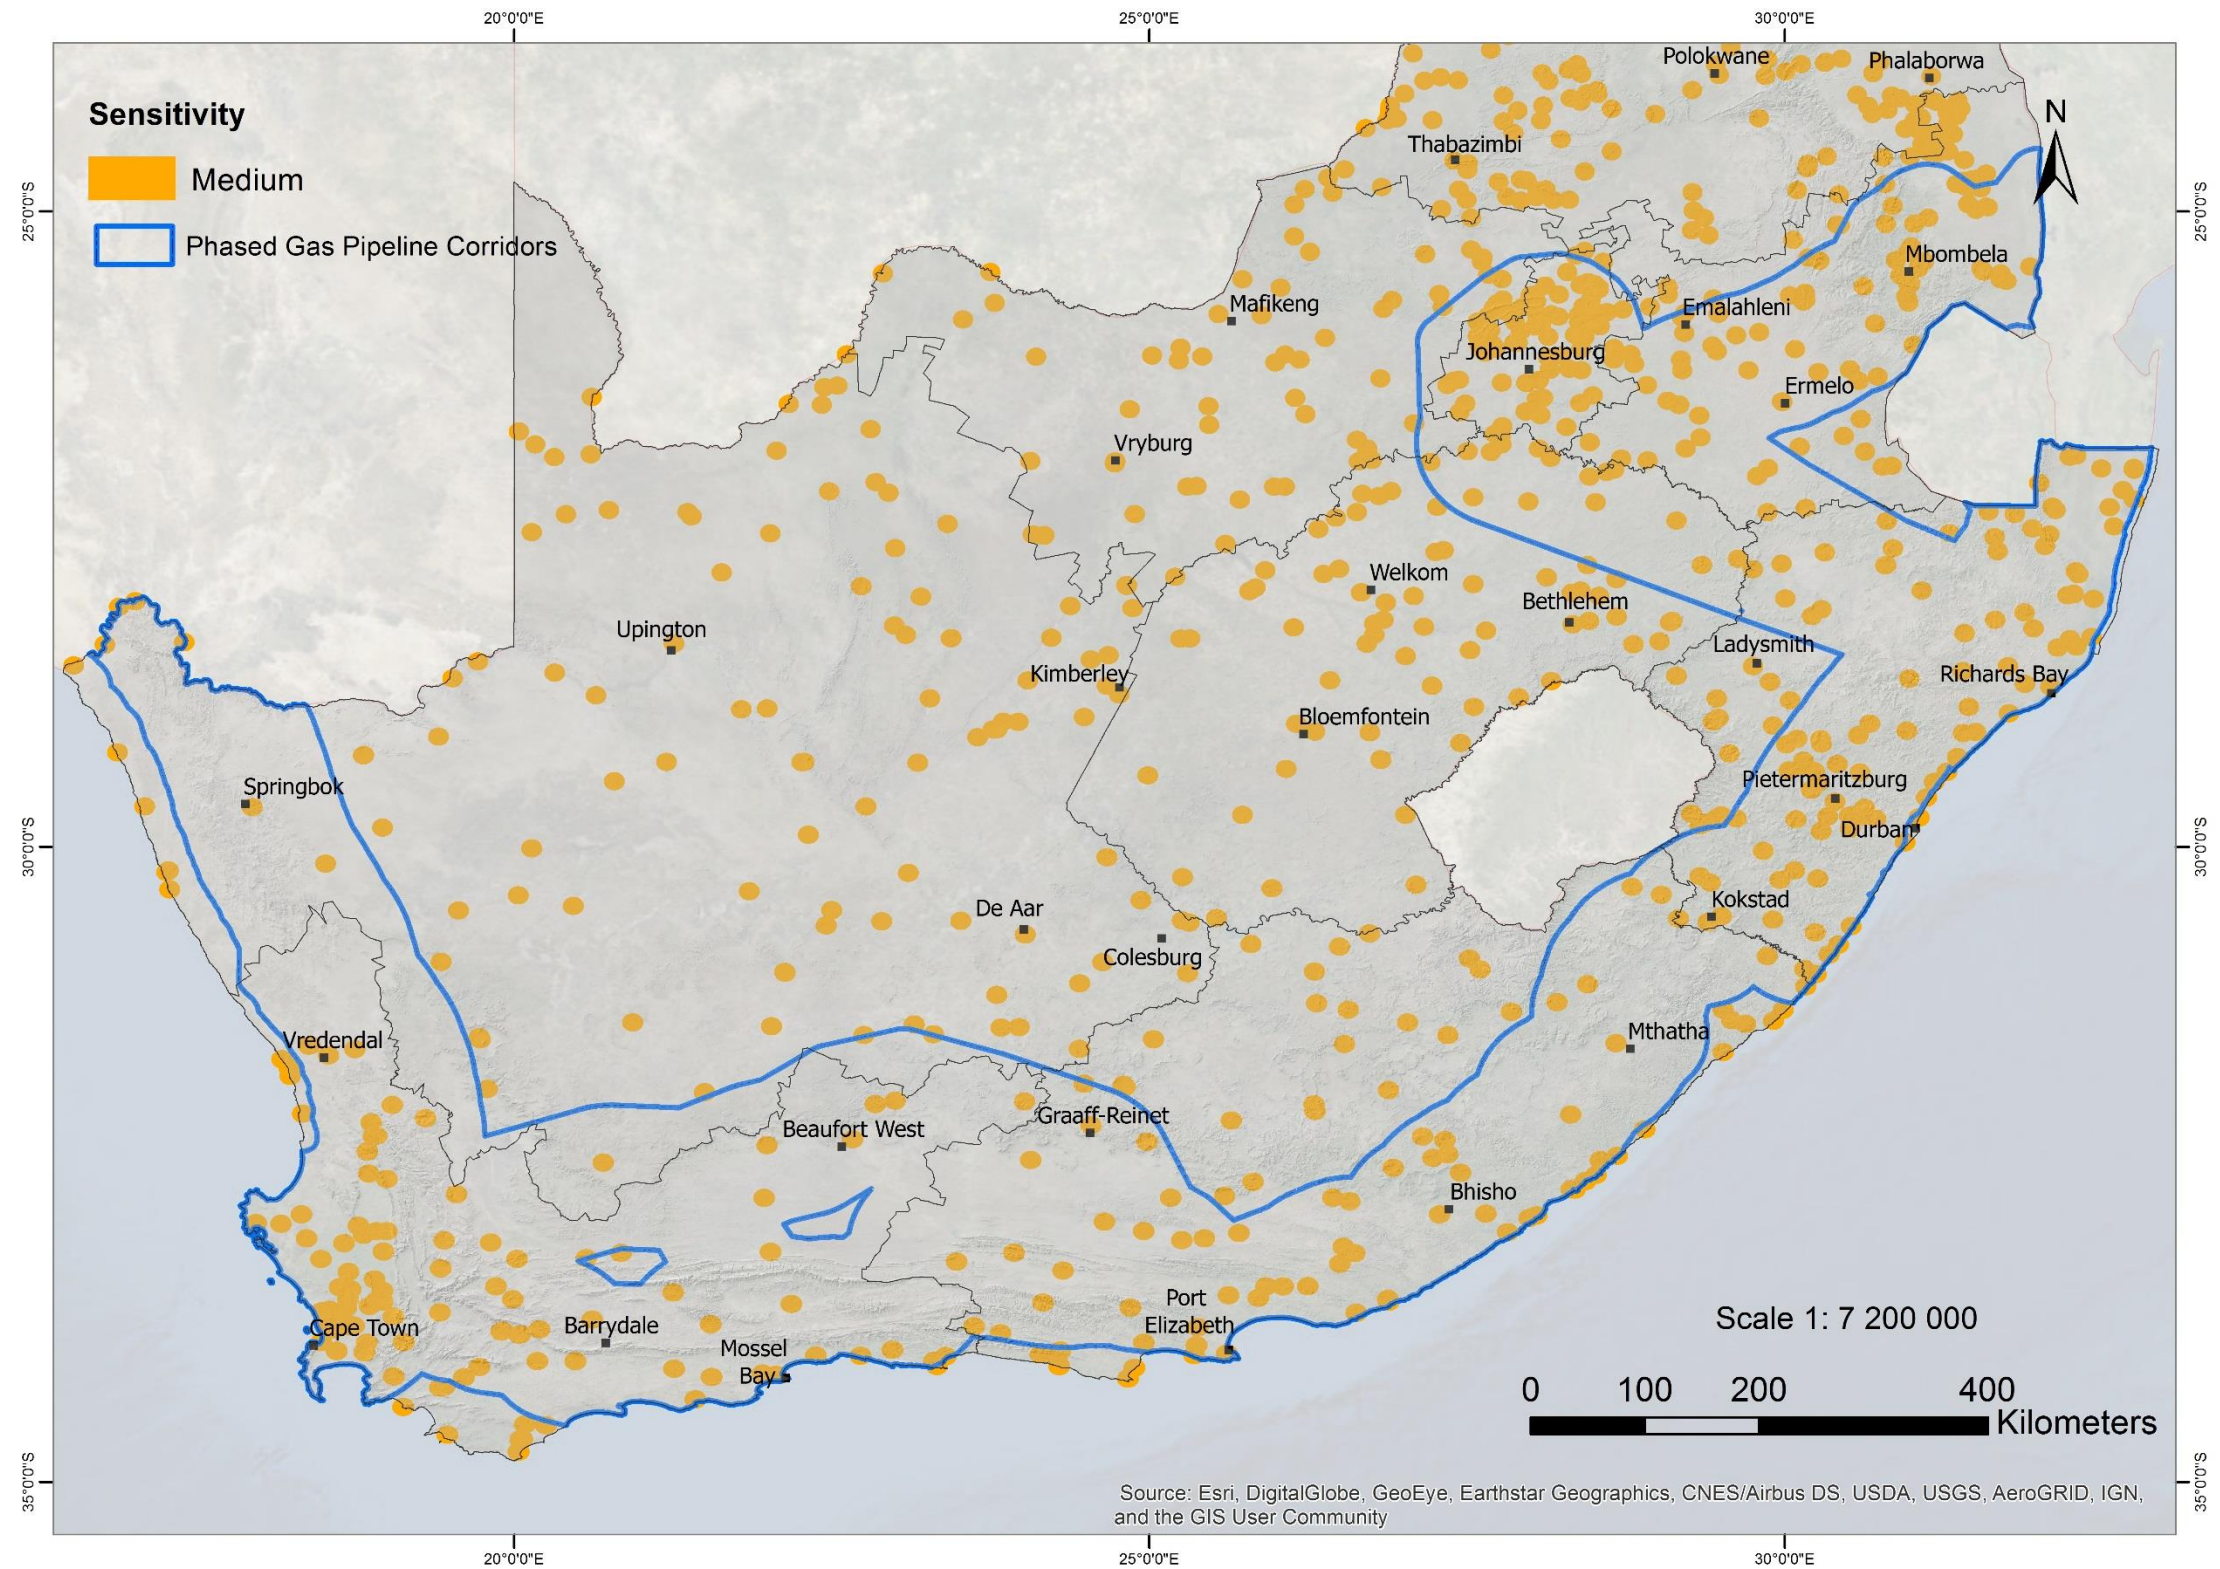 20°0'0"E
25°0'0"E
30°0'0"E
Polokwane
Phalaborwa
Sensitivity
N
Thabazimbi
Medium
25°0'0"S
25°0'0"S
Phased Gas Pipeline Corridors
Mbombela
Mafikeng
Emalahleni
Johannesburg
Ermelo
Vryburg
Welkom
Bethlehem
Upington
Ladysmith
Kimberley
Richards Bay
Bloemfontein
Springbok
Pietermaritzburg
Durban
30°0'0"S
30°0'0"S
Kokstad
De Aar
Colesburg
Mthatha
Vredendal
Graaff-Reinet
Beaufort West
Bhisho
Port
Elizabeth
Scale 1: 7 200 000
Cape Town
Barrydale
Mossel
Bay
0 100 200 400
Kilometers
35°0'0"S
35°0'0"S
Source: Esri, DigitalGlobe, GeoEye, Earthstar Geographics, CNES/Airbus DS, USDA, USGS, AeroGRID, IGN,
and the GIS User Community
20°0'0"E
25°0'0"E
30°0'0"E